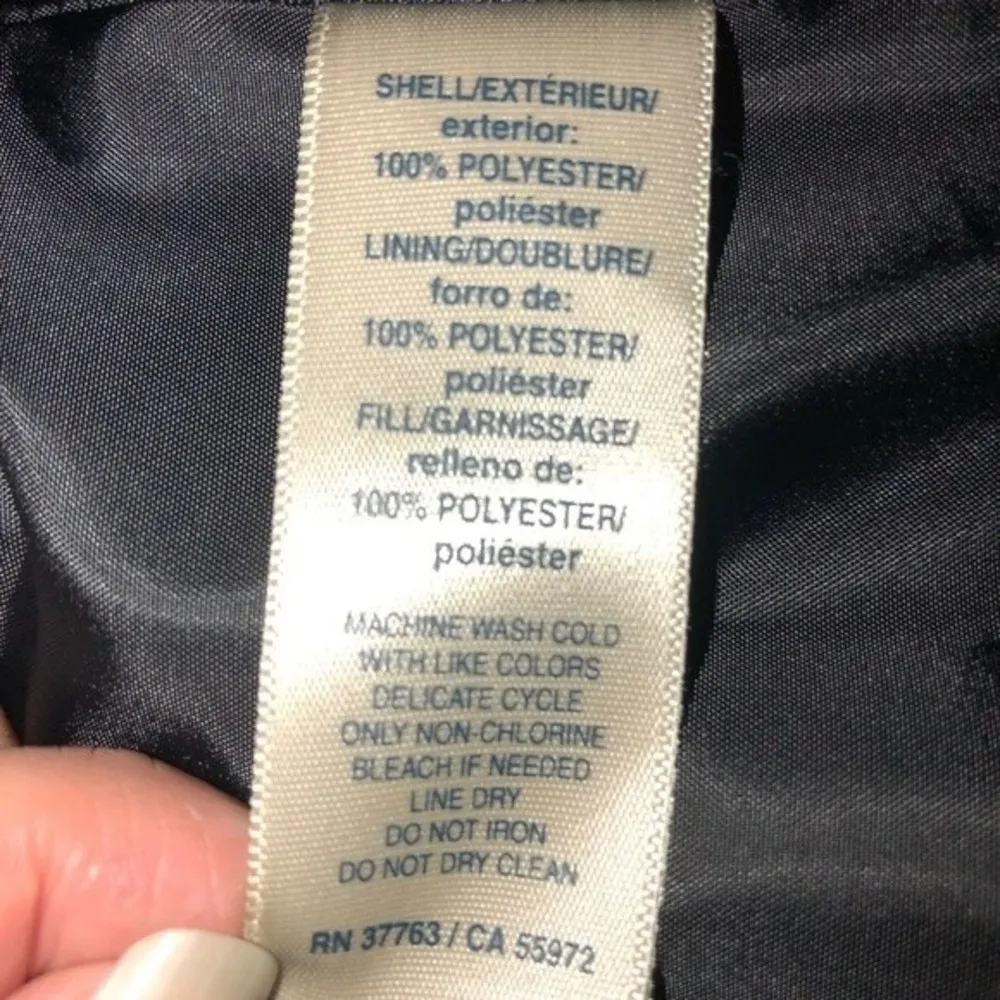 SHELL/EXTÉRIEUR/
exterior:
100% POLYESTER/
poliéster
LINING/DOUBLURE/
forro de:
100% POLYESTER/
poliéster
FILL/GARNISSAGE/
relleno de:
100% POLYESTER/
poliéster
MACHINE WASH COLD
WITH LIKE COLORS
DELICATE CYCLE
ONLY NON-CHLORINE
BLEACH IF NEEDED
LINE DRY
DO NOT IRON
DO NOT DRY CLEAN
RN 37763 / CA 55972